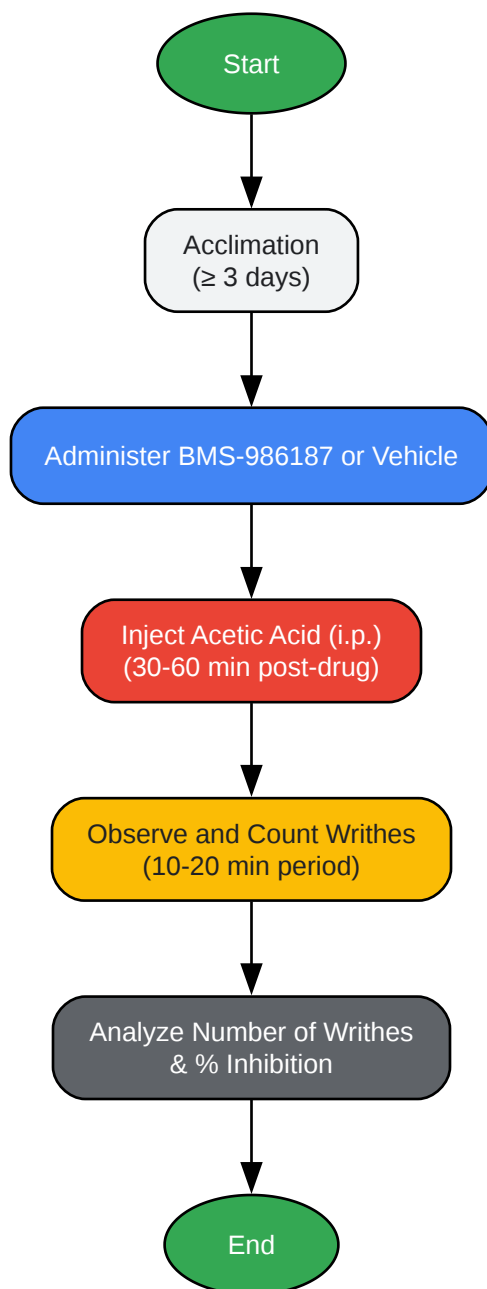 Start
Acclimation
(≥ 3 days)
Administer BMS-986187 or Vehicle
Inject Acetic Acid (i.p.)
(30-60 min post-drug)
Observe and Count Writhes
(10-20 min period)
Analyze Number of Writhes
& % Inhibition
End